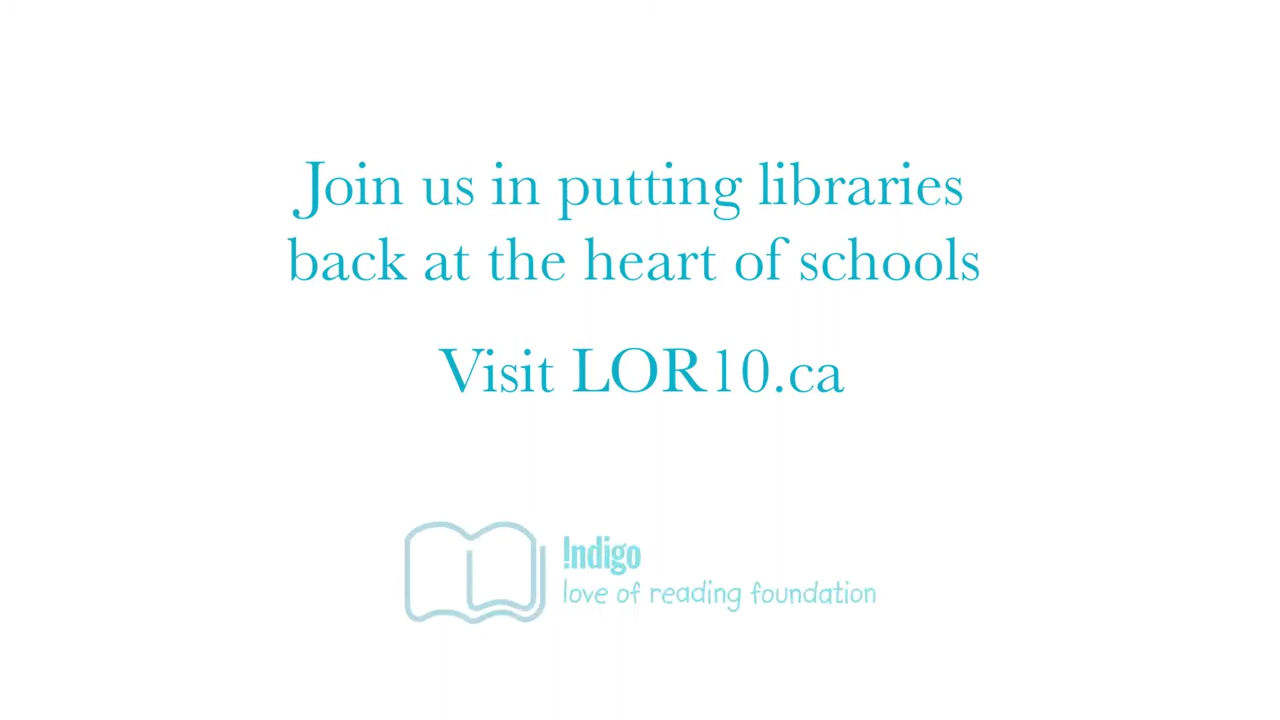 Join us in putting libraries
back at the heart of schools
Visit LOR10.ca
!ndigo
love of reading foundation